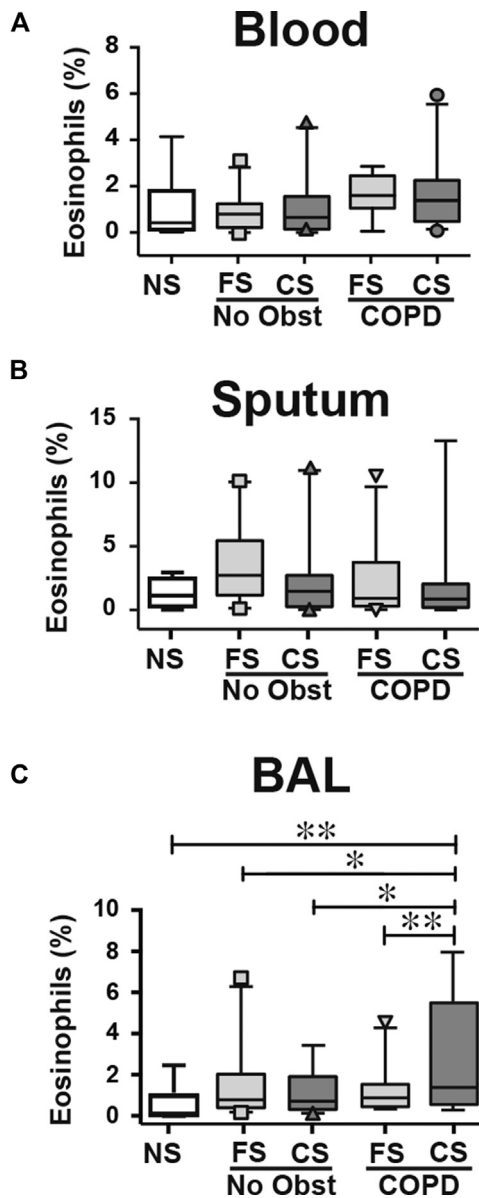 A
Blood
Eosinophils (%)
8
6
4
2
0
NS FS CS FS CS
No Obst COPD
B
Sputum
Eosinophils (%)
15
10
5
0
NS FS CS FS CS
No Obst COPD
C
BAL
**
*
*
**
Eosinophils (%)
10
8
6
4
2
0
NS FS CS FS CS
No Obst COPD